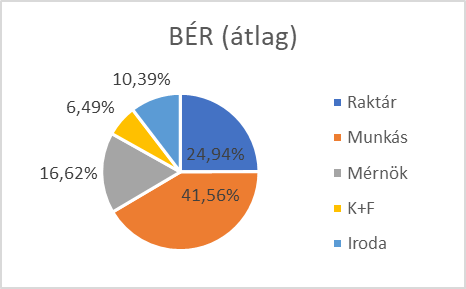 BÉR (átlag)
10,39%
6,49%
24,94%
16,62%
41,56%
Raktár
Munkás
Mérnök
K+F
Iroda